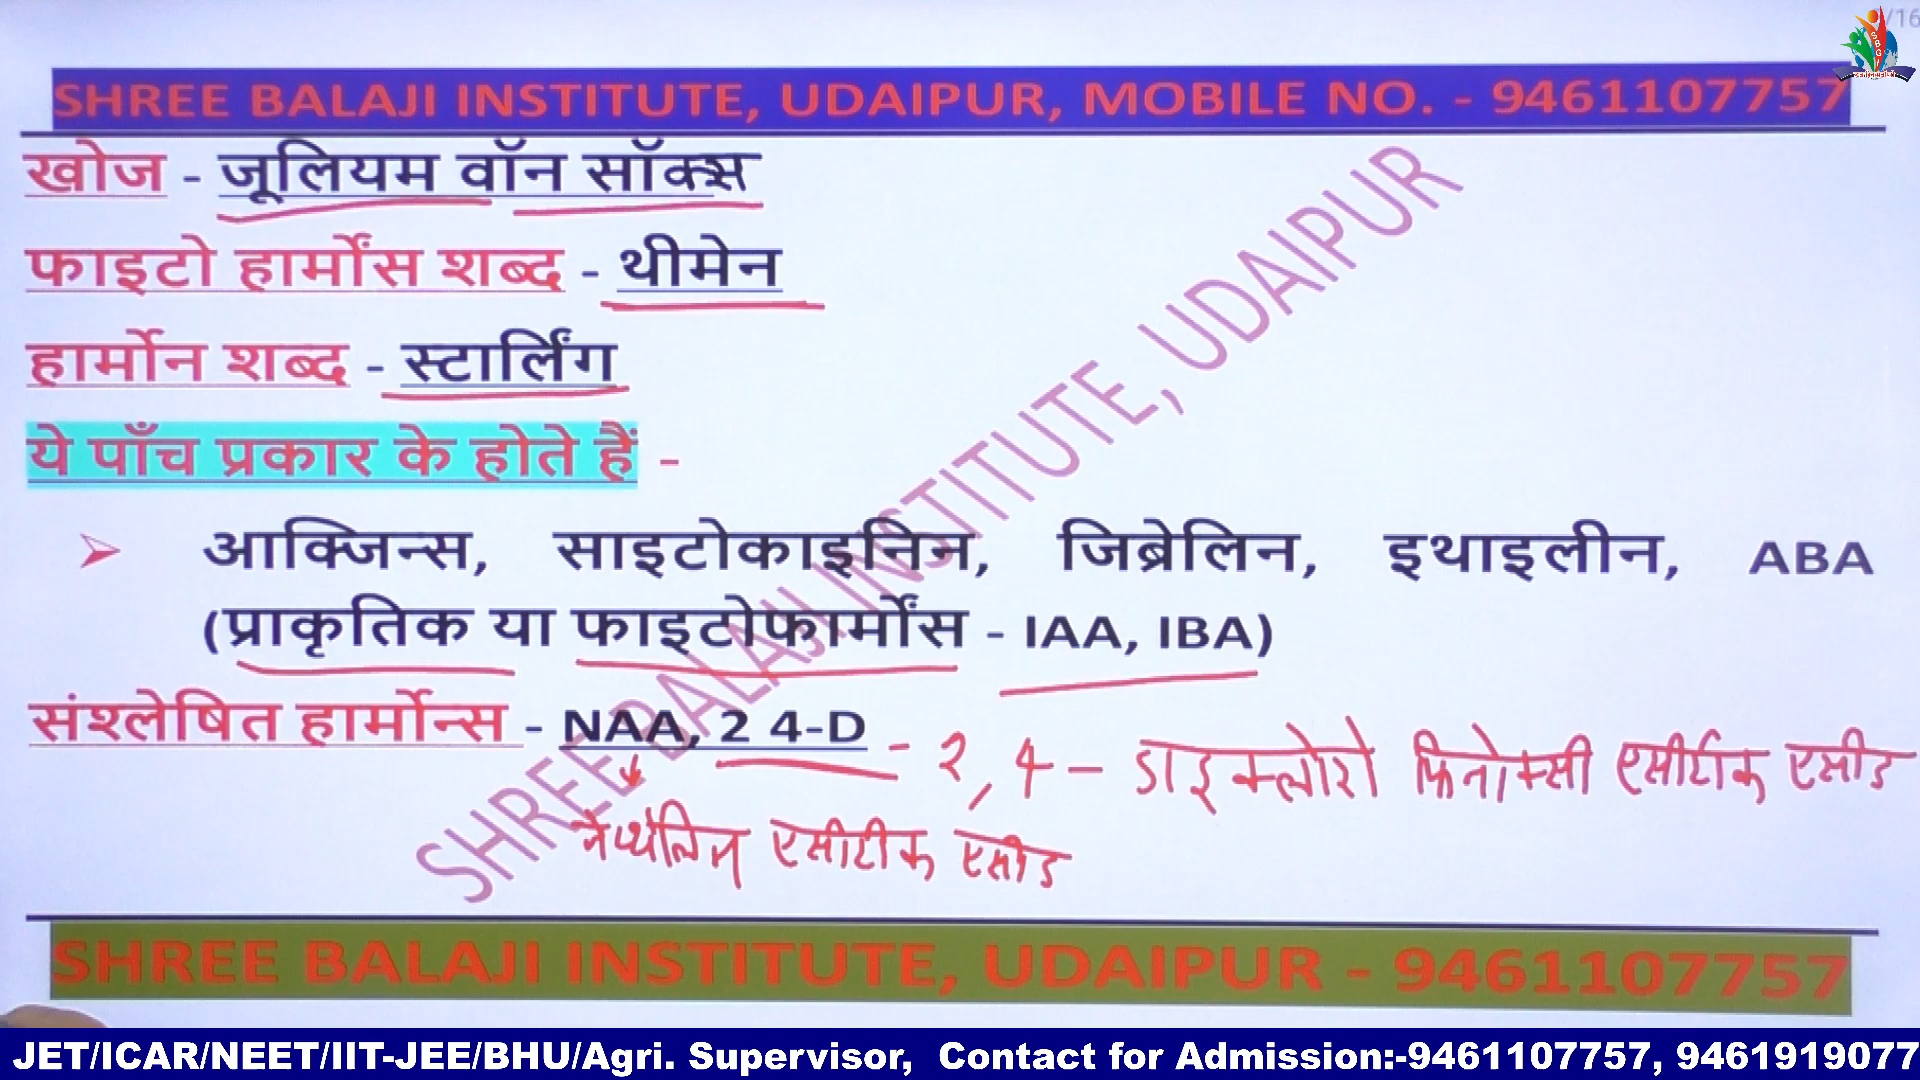 /16
SHREE BALAJI INSTITUTE, UDAIPUR, MOBILE NO. - 9461107757
खोज - जूलियम वॉन सॉक्स
फाइटो हार्मोंस शब्द - थीमेन
हार्मोन शब्द - स्टार्लिंग
ये पाँच प्रकार के होते हैं -
➢ आक्जिन्स, साइटोकाइनिन, जिब्रेलिन, इथाइलीन, ABA
(प्राकृतिक या फाइटोफार्मोंस - IAA, IBA)
संश्लेषित हार्मोन्स - NAA, 2 4-D - 2, 4 - डाइक्लोरो फिनोक्सी एसीटीक एसीड
नेप्थेलिन एसीटीक एसीड
SHREE BALAJI INSTITUTE, UDAIPUR
SHREE BALAJI INSTITUTE, UDAIPUR - 9461107757
JET/ICAR/NEET/IIT-JEE/BHU/Agri. Supervisor, Contact for Admission:-9461107757, 9461919077